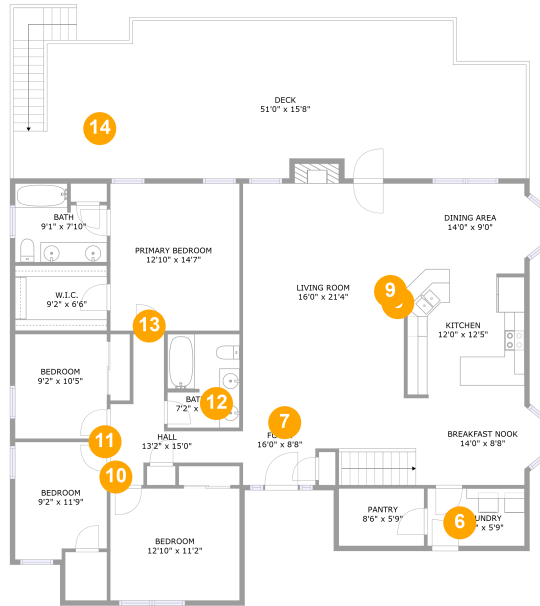 DECK
51'0" x 15'8"
14
BATH
9'1" x 7'10"
PRIMARY BEDROOM
12'10" x 14'7"
DINING AREA
14'0" x 9'0"
W.I.C.
9'2" x 6'6"
LIVING ROOM
16'0" x 21'4"
9
13
KITCHEN
12'0" x 12'5"
BEDROOM
9'2" x 10'5"
7'2" x
12
7
16'0" x 8'8"
HALL
13'2" x 15'0"
11
BREAKFAST NOOK
14'0" x 8'8"
10
BEDROOM
9'2" x 11'9"
PANTRY
8'6" x 5'9"
6
x 5'9"
BEDROOM
12'10" x 11'2"